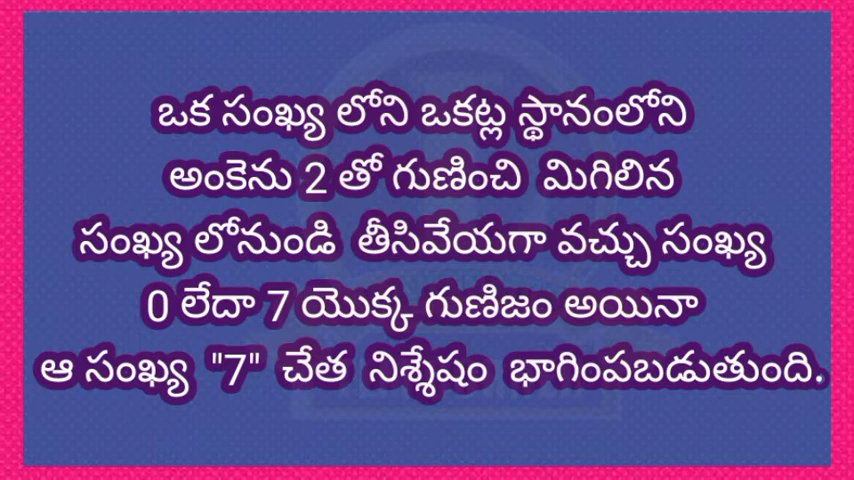 ఒక సంఖ్య లోని ఒకట్ల స్థానంలోని
అంకెను 2 తో గుణించి మిగిలిన
సంఖ్య లోనుండి తీసివేయగా వచ్చు సంఖ్య
0 లేదా 7 యొక్క గుణిజం అయినా
ఆ సంఖ్య "7" చేత నిశ్శేషం భాగింపబడుతుంది.